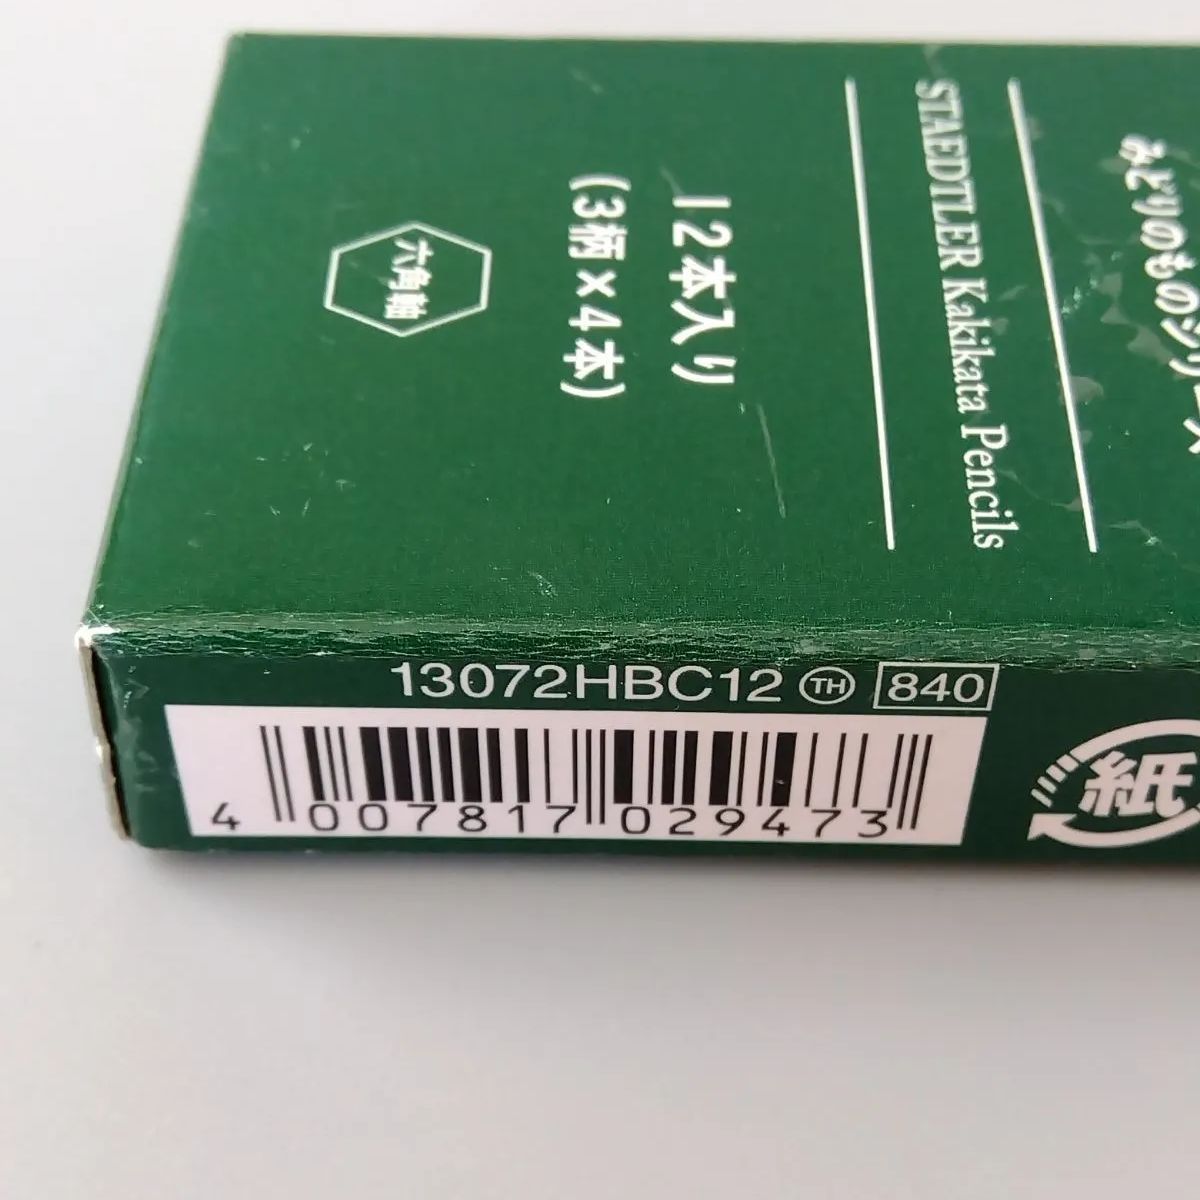 みどりのものシリーズ
STAEDTLER Kakikata Pencils
12本入り
(3柄×4本)
六角軸
13072HBC12 TH 840
4 007817 029473
紙